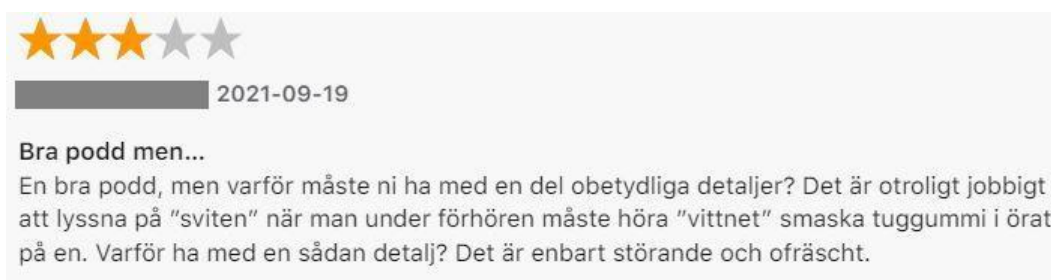 2021-09-19
Bra podd men...
En bra podd, men varför måste ni ha med en del obetydliga detaljer? Det är otroligt jobbigt
att lyssna på ”sviten” när man under förhören måste höra ”vittnet” smaska tuggummi i örat
på en. Varför ha med en sådan detalj? Det är enbart störande och ofräscht.